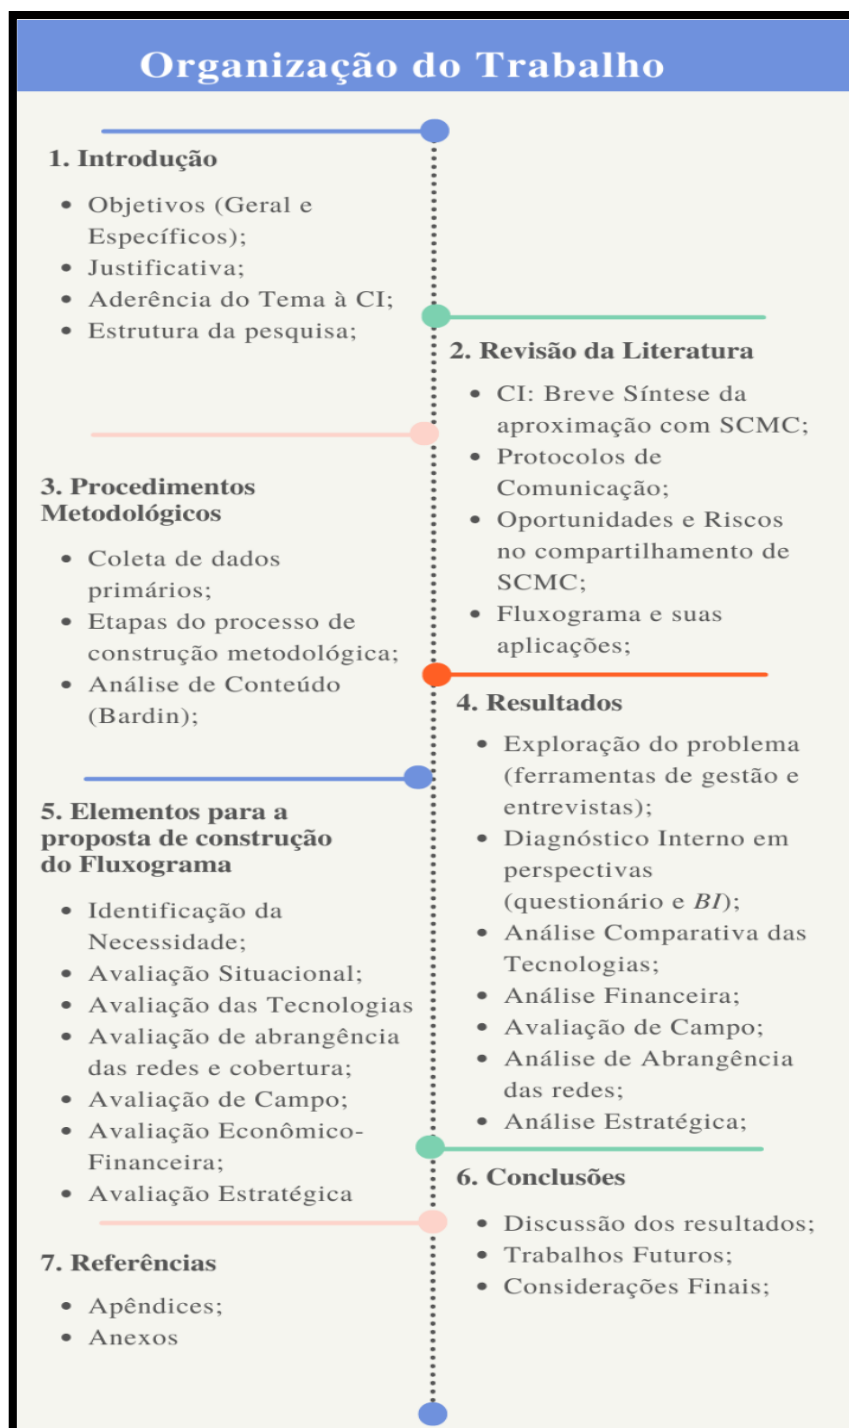 Organização do Trabalho
1. Introdução
• Objetivos (Geral e
Específicos);
• Justificativa;
• Aderência do Tema à CI;
• Estrutura da pesquisa;
2. Revisão da Literatura
• CI: Breve Síntese da
aproximação com SCMC;
• Protocolos de
Comunicação;
• Oportunidades e Riscos
no compartilhamento de
SCMC;
• Fluxograma e suas
aplicações;
3. Procedimentos
Metodológicos
• Coleta de dados
primários;
• Etapas do processo de
construção metodológica;
• Análise de Conteúdo
(Bardin);
4. Resultados
• Exploração do problema
(ferramentas de gestão e
entrevistas);
• Diagnóstico Interno em
perspectivas
(questionário e BI);
• Análise Comparativa das
Tecnologias;
• Análise Financeira;
• Avaliação de Campo;
• Análise de Abrangência
das redes;
• Análise Estratégica;
5. Elementos para a
proposta de construção
do Fluxograma
• Identificação da
Necessidade;
• Avaliação Situacional;
• Avaliação das Tecnologias
• Avaliação de abrangência
das redes e cobertura;
• Avaliação de Campo;
• Avaliação Econômico-
Financeira;
• Avaliação Estratégica
6. Conclusões
• Discussão dos resultados;
• Trabalhos Futuros;
• Considerações Finais;
7. Referências
• Apêndices;
• Anexos